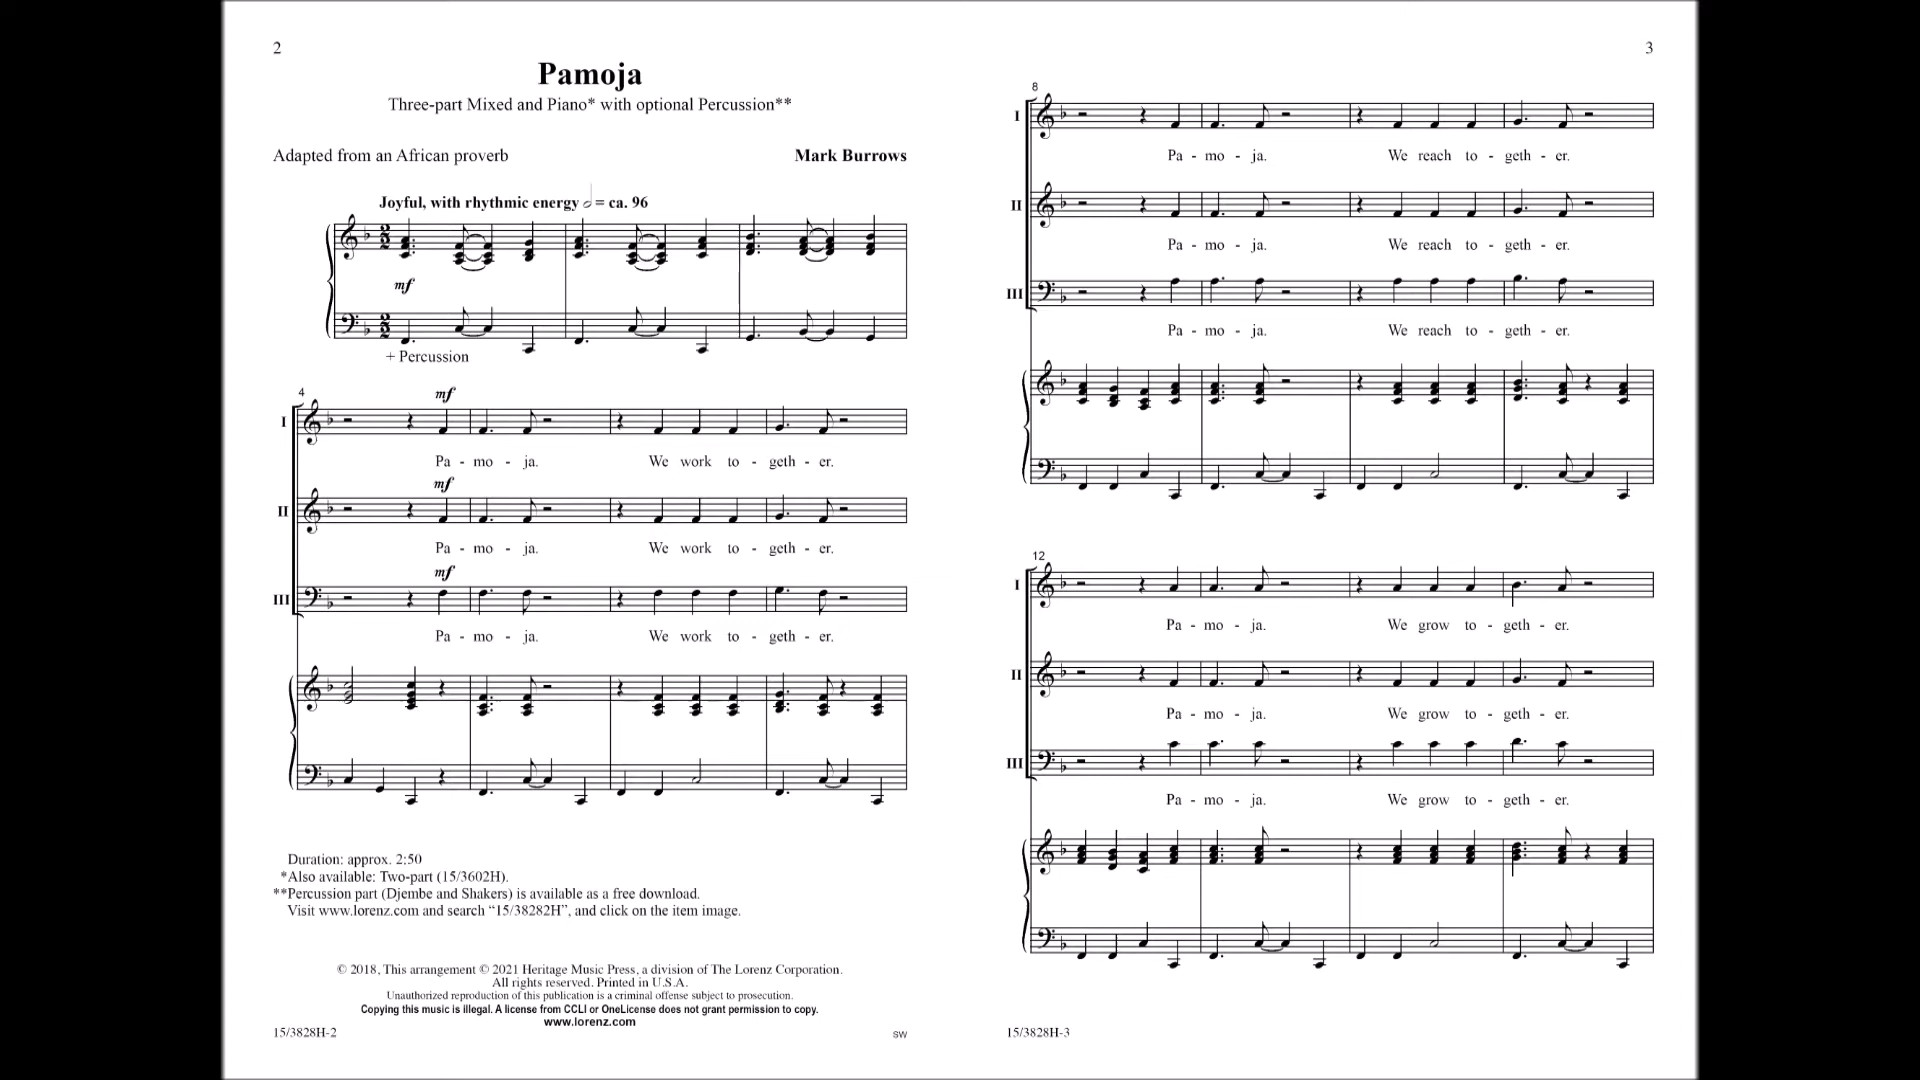 2
Pamoja
Three-part Mixed and Piano* with optional Percussion**
Adapted from an African proverb
Mark Burrows
Joyful, with rhythmic energy 𝅗𝅥 = ca. 96
mf
+ Percussion
4
mf
I
Pa - mo - ja. We work to - geth - er.
mf
II
Pa - mo - ja. We work to - geth - er.
mf
III
Pa - mo - ja. We work to - geth - er.
Duration: approx. 2:50
*Also available: Two-part (15/3602H).
**Percussion part (Djembe and Shakers) is available as a free download.
Visit www.lorenz.com and search “15/38282H”, and click on the item image.
© 2018, This arrangement © 2021 Heritage Music Press, a division of The Lorenz Corporation.
All rights reserved. Printed in U.S.A.
Unauthorized reproduction of this publication is a criminal offense subject to prosecution.
Copying this music is illegal. A license from CCLI or OneLicense does not grant permission to copy.
www.lorenz.com
15/3828H-2
SW
3
8
I
Pa - mo - ja. We reach to - geth - er.
II
Pa - mo - ja. We reach to - geth - er.
III
Pa - mo - ja. We reach to - geth - er.
12
I
Pa - mo - ja. We grow to - geth - er.
II
Pa - mo - ja. We grow to - geth - er.
III
Pa - mo - ja. We grow to - geth - er.
15/3828H-3